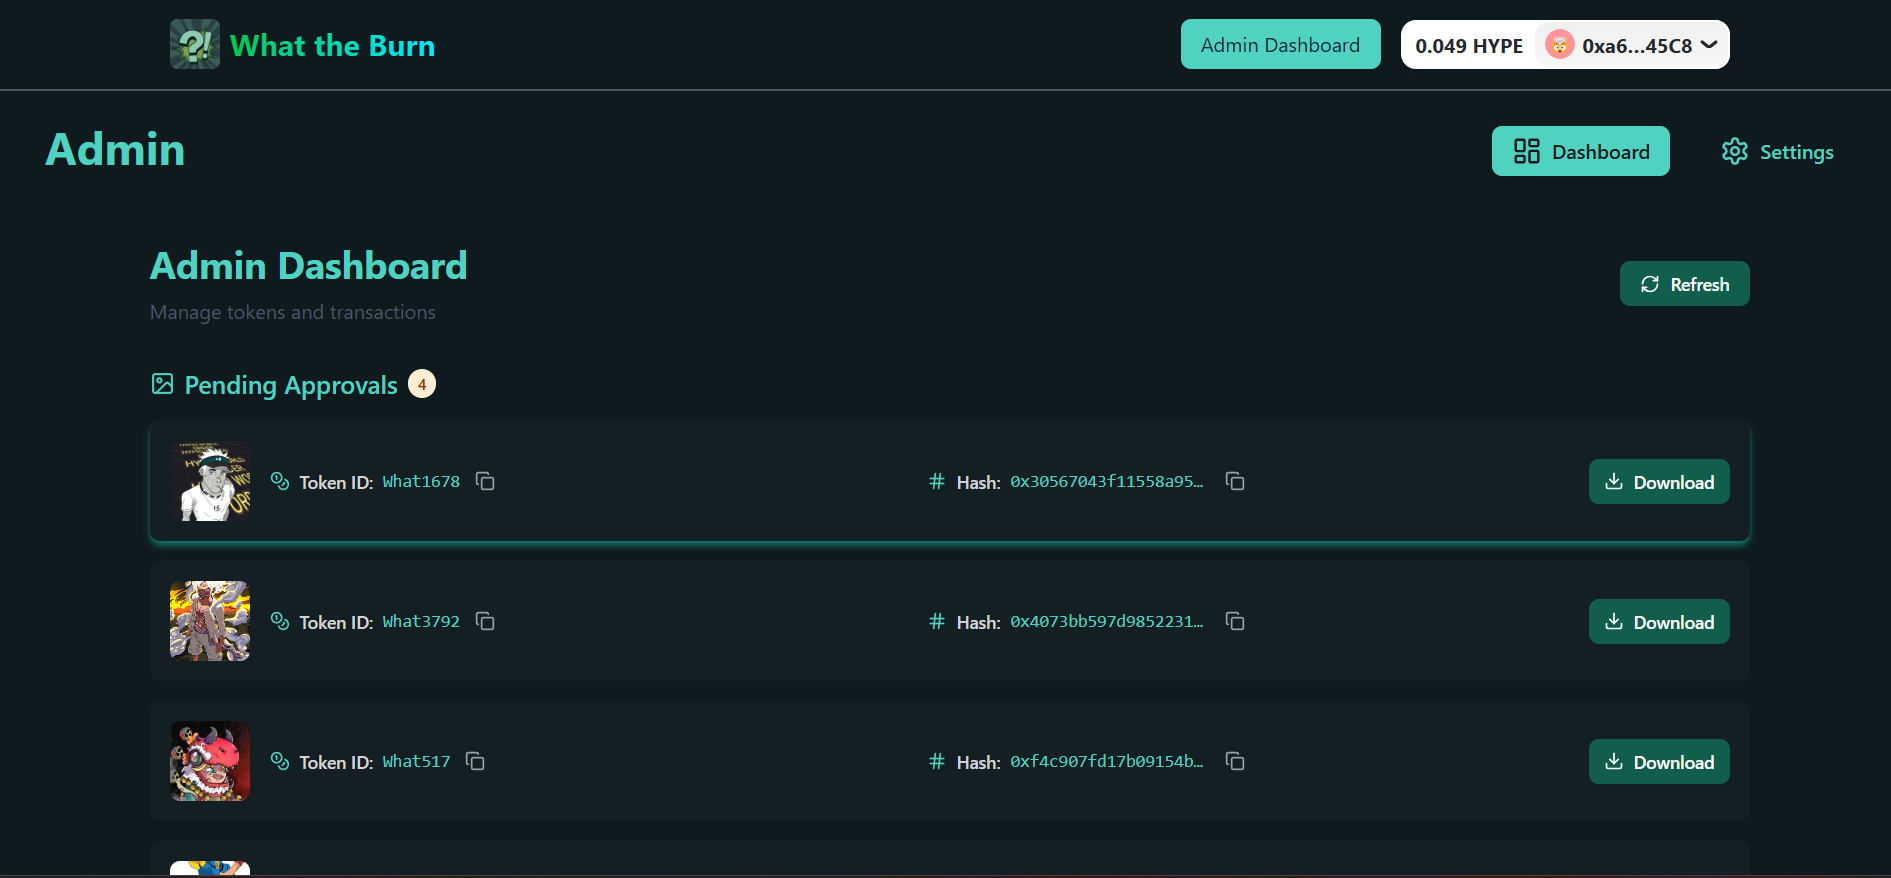 What the Burn
Admin Dashboard
0.049 HYPE
0xa6...45C8
Admin
Dashboard
Settings
Admin Dashboard
Manage tokens and transactions
Refresh
Pending Approvals 4
Token ID: What1678
Hash: 0x30567043f11558a95…
Download
Token ID: What3792
Hash: 0x4073bb597d9852231…
Download
Token ID: What517
Hash: 0xf4c907fd17b09154b…
Download